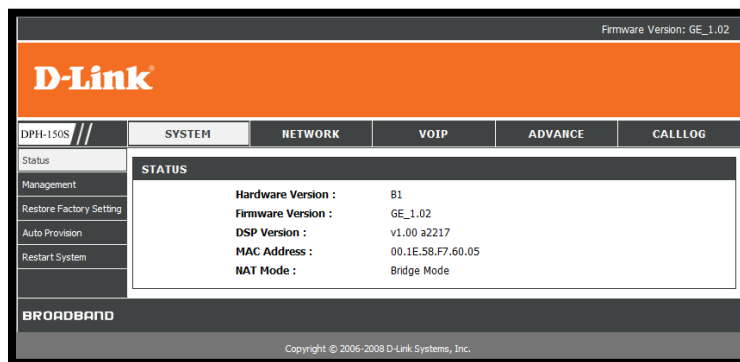 Firmware Version: GE_1.02
D-Link
DPH-150S
SYSTEM NETWORK VOIP ADVANCE CALLLOG
Status
Management
Restore Factory Setting
Auto Provision
Restart System
STATUS
Hardware Version : B1
Firmware Version : GE_1.02
DSP Version : v1.00 a2217
MAC Address : 00.1E.58.F7.60.05
NAT Mode : Bridge Mode
BROADBAND
Copyright © 2006-2008 D-Link Systems, Inc.